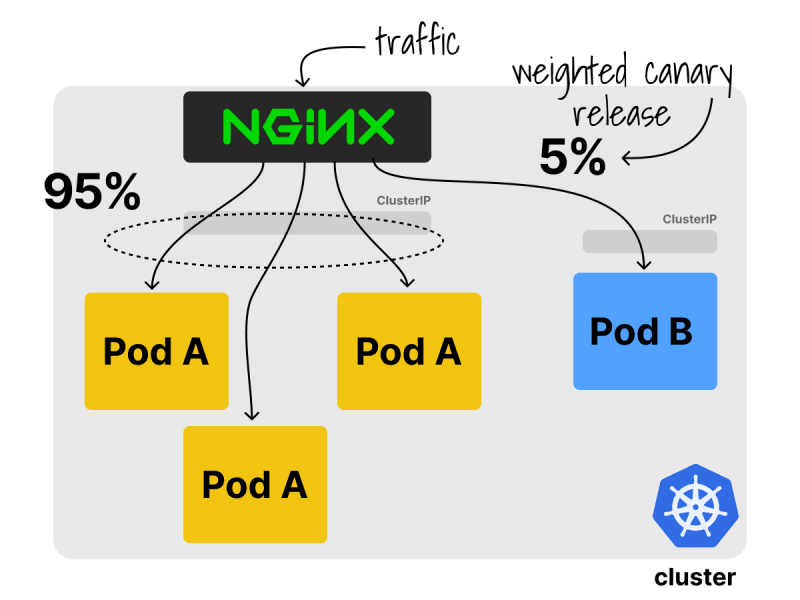 traffic
weighted canary
release
NGINX
5%
95%
ClusterIP
ClusterIP
Pod A
Pod A
Pod B
Pod A
cluster